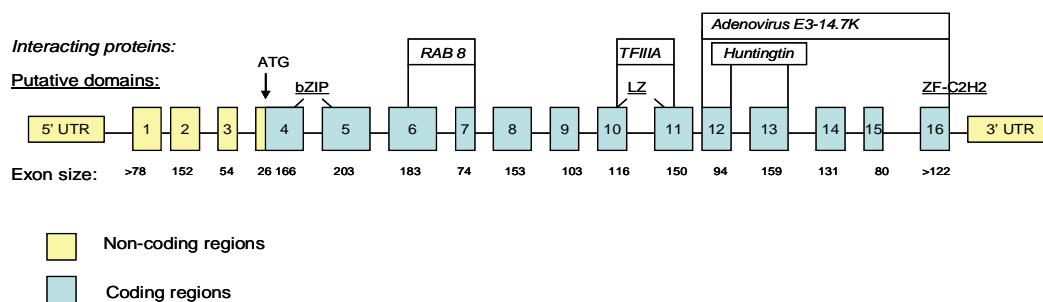 Adenovirus E3-14.7K
Interacting proteins: RAB 8 TFIIIA Huntingtin
ATG
Putative domains: bZIP LZ ZF-C2H2
5' UTR 1 2 3 4 5 6 7 8 9 10 11 12 13 14 15 16 3' UTR
Exon size: >78 152 54 26 166 203 183 74 153 103 116 150 94 159 131 80 >122
Non-coding regions
Coding regions